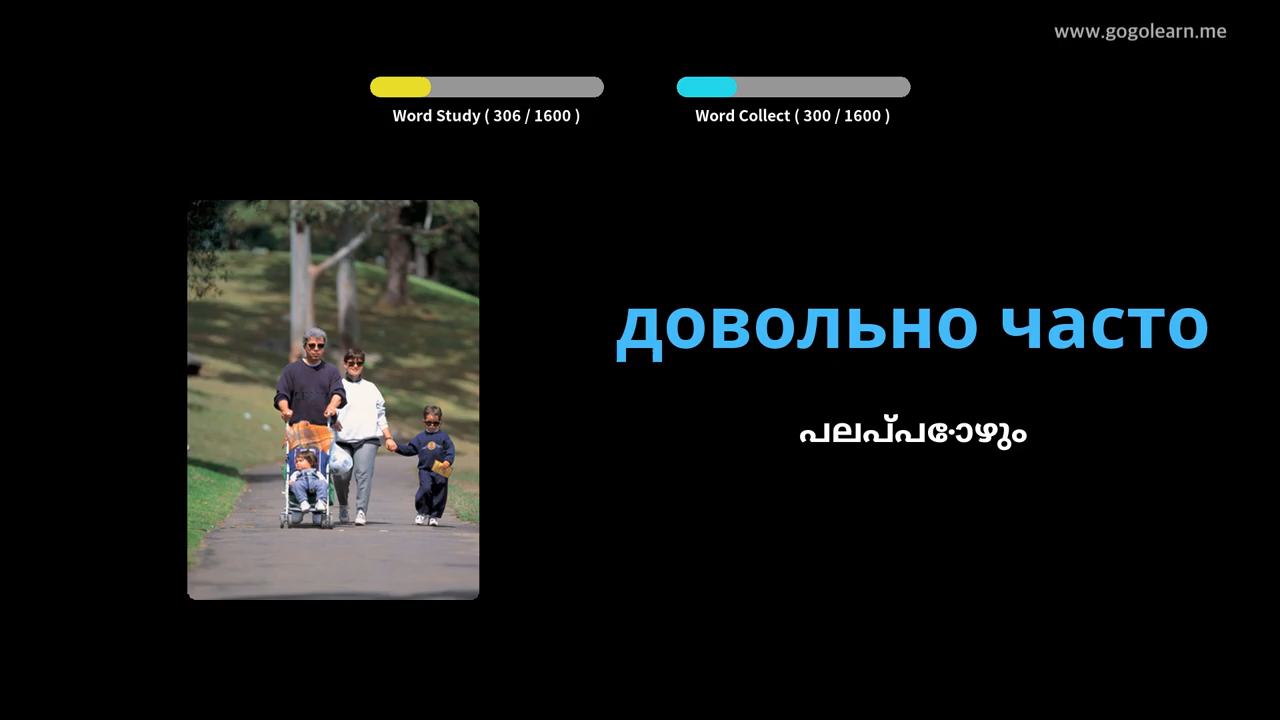 www.gogolearn.me
Word Study ( 306 / 1600 )
Word Collect ( 300 / 1600 )
довольно часто
പലപ്പോഴും